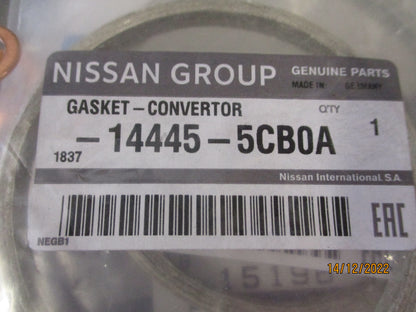 NISSAN GROUP GENUINE PARTS
MADE IN: GERMANY
GASKET-CONVERTOR Q'TY
-14445-5CB0A 1
1837
Nissan International S.A.
EAC
NEGB1
14/12/2022